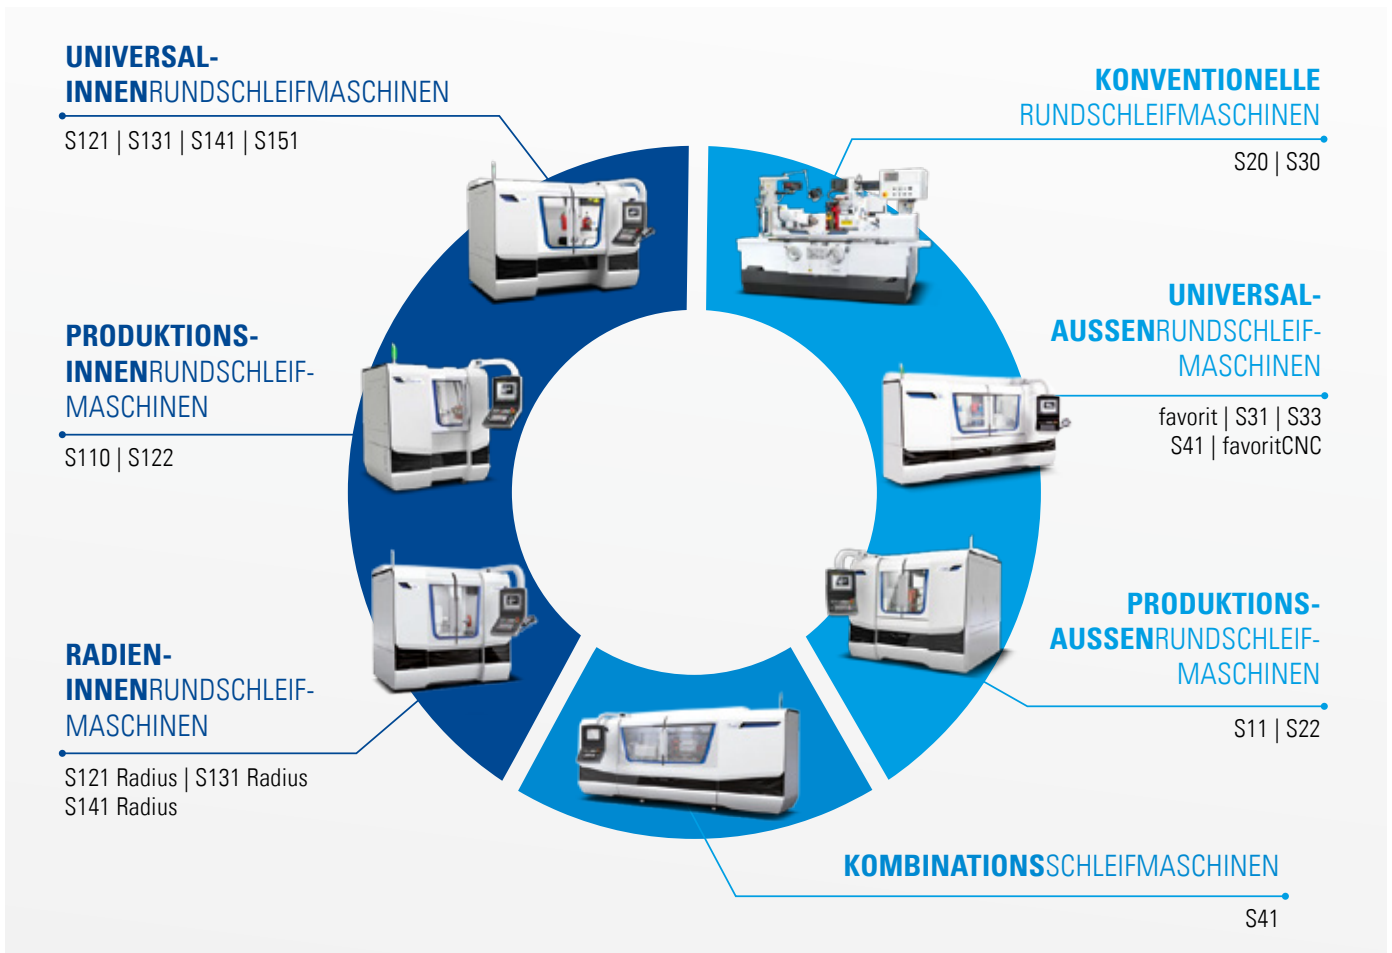 UNIVERSAL-
INNENRUNDSCHLEIFMASCHINEN
S121 | S131 | S141 | S151
PRODUKTIONS-
INNENRUNDSCHLEIF-
MASCHINEN
S110 | S122
RADIEN-
INNENRUNDSCHLEIF-
MASCHINEN
S121 Radius | S131 Radius
S141 Radius
KONVENTIONELLE
RUNDSCHLEIFMASCHINEN
S20 | S30
UNIVERSAL-
AUSSENRUNDSCHLEIF-
MASCHINEN
favorit | S31 | S33
S41 | favoritCNC
PRODUKTIONS-
AUSSENRUNDSCHLEIF-
MASCHINEN
S11 | S22
KOMBINATIONSSCHLEIFMASCHINEN
S41